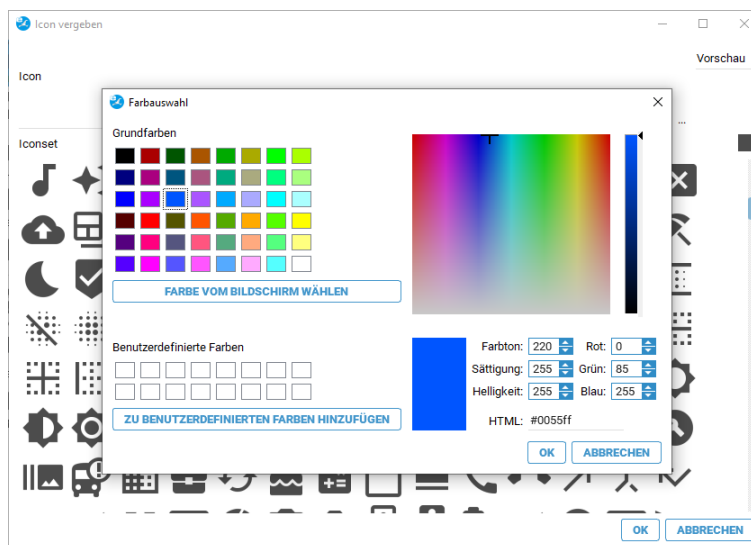 Icon vergeben
Vorschau
Icon
...
Iconset
Farbauswahl
Grundfarben
FARBE VOM BILDSCHIRM WÄHLEN
Benutzerdefinierte Farben
ZU BENUTZERDEFINIERTEN FARBEN HINZUFÜGEN
Farbton: 220 Rot: 0
Sättigung: 255 Grün: 85
Helligkeit: 255 Blau: 255
HTML: #0055ff
OK ABBRECHEN
OK ABBRECHEN